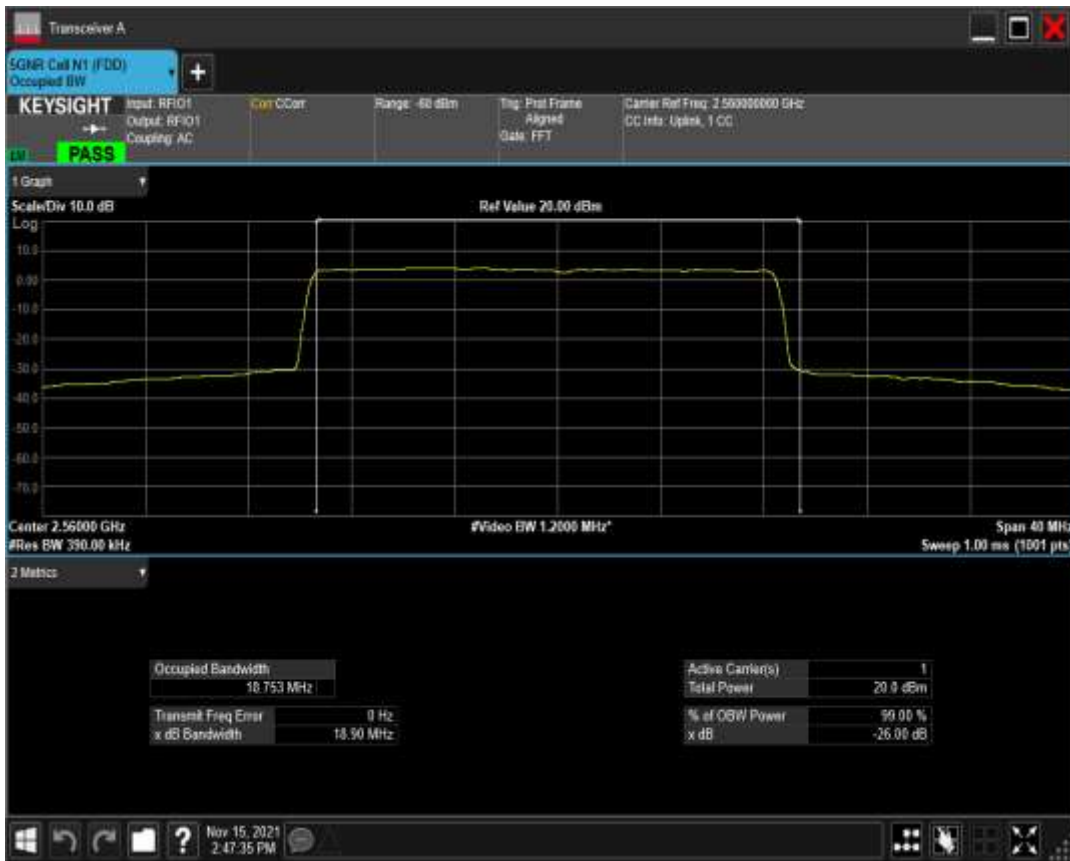 Transceiver A
5GNR Cell N1 (FDD)
Occupied BW
+
KEYSIGHT
Input: RFIO1
Output: RFIO1
Coupling: AC
Corr CCorr
Range: -60 dBm
Trig: Prot Frame
Aligned
Gate: FFT
Carrier Ref Freq: 2.560000000 GHz
CC Info: Uplink, 1 CC
PASS
1 Graph
Scale/Div 10.0 dB
Ref Value 20.00 dBm
Log
10.0
0.00
-10.0
-20.0
-30.0
-40.0
-50.0
-60.0
-70.0
Center 2.56000 GHz
#Video BW 1.2000 MHz*
Span 40 MHz
#Res BW 390.00 kHz
Sweep 1.00 ms (1001 pts)
2 Metrics
Occupied Bandwidth
18.753 MHz
Transmit Freq Error 0 Hz
x dB Bandwidth 18.90 MHz
Active Carrier(s) 1
Total Power 20.0 dBm
% of OBW Power 99.00 %
x dB -26.00 dB
?
Nov 15, 2021
2:47:35 PM